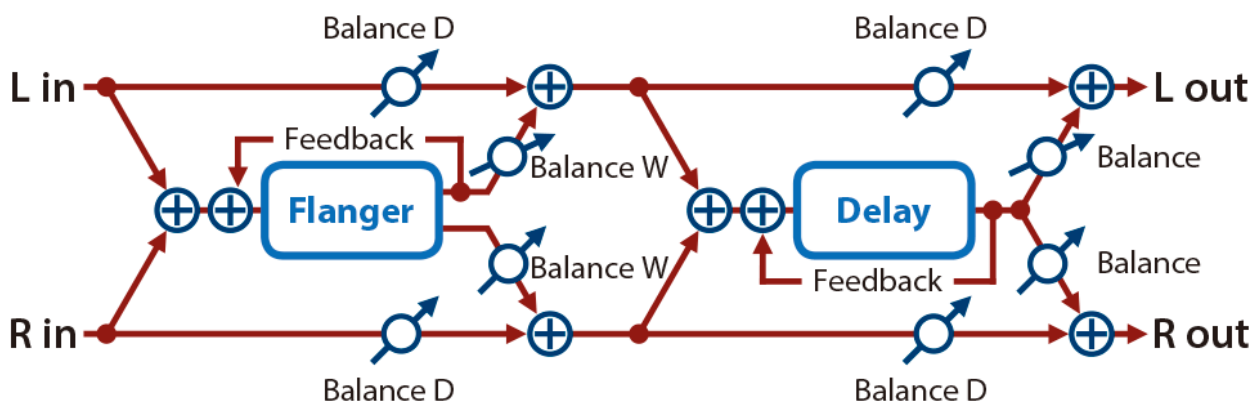 Balance D
Balance D
L in
L out
Feedback
Balance W
Balance
Flanger
Delay
Balance W
Feedback
Balance
R in
R out
Balance D
Balance D